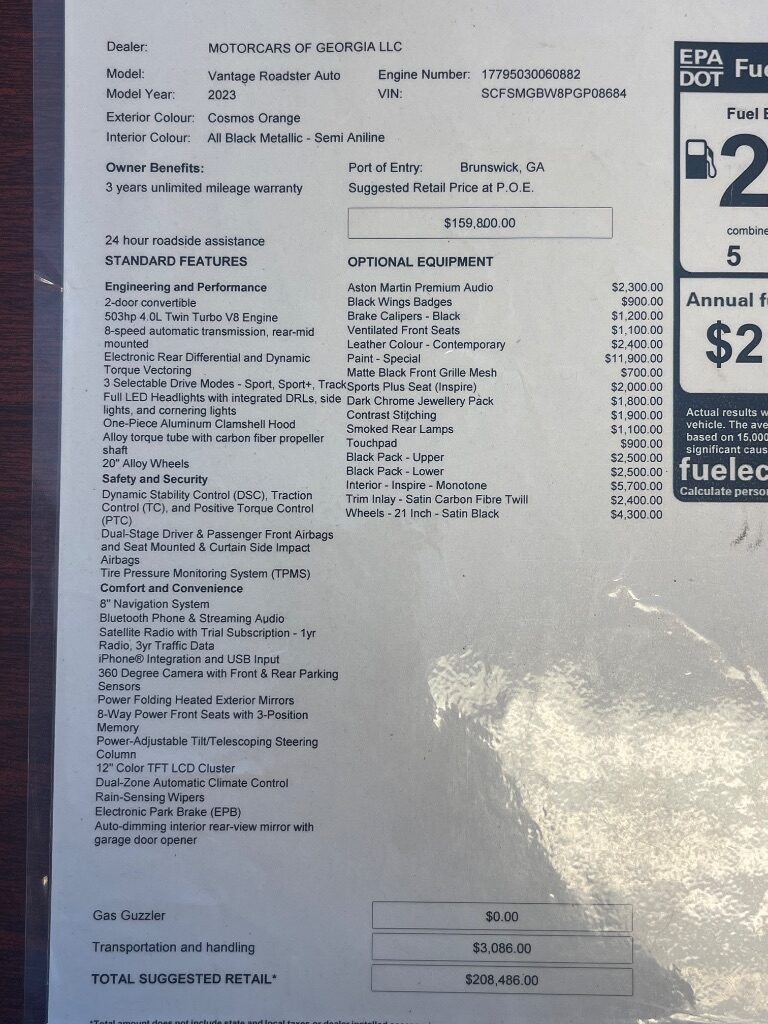 Dealer: MOTORCARS OF GEORGIA LLC
Model: Vantage Roadster Auto Engine Number: 17795030060882
Model Year: 2023 VIN: SCFSMGBW8PGP08684
Exterior Colour: Cosmos Orange
Interior Colour: All Black Metallic - Semi Aniline
Owner Benefits: Port of Entry: Brunswick, GA
3 years unlimited mileage warranty Suggested Retail Price at P.O.E.
$159,800.00
24 hour roadside assistance
STANDARD FEATURES
Engineering and Performance
2-door convertible
503hp 4.0L Twin Turbo V8 Engine
8-speed automatic transmission, rear-mid
mounted
Electronic Rear Differential and Dynamic
Torque Vectoring
3 Selectable Drive Modes - Sport, Sport+, Track
Full LED Headlights with integrated DRLs, side
lights, and cornering lights
One-Piece Aluminum Clamshell Hood
Alloy torque tube with carbon fiber propeller
shaft
20" Alloy Wheels
Safety and Security
Dynamic Stability Control (DSC), Traction
Control (TC), and Positive Torque Control
(PTC)
Dual-Stage Driver & Passenger Front Airbags
and Seat Mounted & Curtain Side Impact
Airbags
Tire Pressure Monitoring System (TPMS)
Comfort and Convenience
8" Navigation System
Bluetooth Phone & Streaming Audio
Satellite Radio with Trial Subscription - 1yr
Radio, 3yr Traffic Data
iPhone® Integration and USB Input
360 Degree Camera with Front & Rear Parking
Sensors
Power Folding Heated Exterior Mirrors
8-Way Power Front Seats with 3-Position
Memory
Power-Adjustable Tilt/Telescoping Steering
Column
12" Color TFT LCD Cluster
Dual-Zone Automatic Climate Control
Rain-Sensing Wipers
Electronic Park Brake (EPB)
Auto-dimming interior rear-view mirror with
garage door opener
OPTIONAL EQUIPMENT
Aston Martin Premium Audio $2,300.00
Black Wings Badges $900.00
Brake Calipers - Black $1,200.00
Ventilated Front Seats $1,100.00
Leather Colour - Contemporary $2,400.00
Paint - Special $11,900.00
Matte Black Front Grille Mesh $700.00
Sports Plus Seat (Inspire) $2,000.00
Dark Chrome Jewellery Pack $1,800.00
Contrast Stitching $1,900.00
Smoked Rear Lamps $1,100.00
Touchpad $900.00
Black Pack - Upper $2,500.00
Black Pack - Lower $2,500.00
Interior - Inspire - Monotone $5,700.00
Trim Inlay - Satin Carbon Fibre Twill $2,400.00
Wheels - 21 Inch - Satin Black $4,300.00
Gas Guzzler $0.00
Transportation and handling $3,086.00
TOTAL SUGGESTED RETAIL* $208,486.00
*Total amount does not include state and local taxes or dealer installed
EPA
DOT
Fue
Fuel E
2
combine
5
Annual f
$2
Actual results w
vehicle. The ave
based on 15,000
significant caus
fuelec
Calculate person